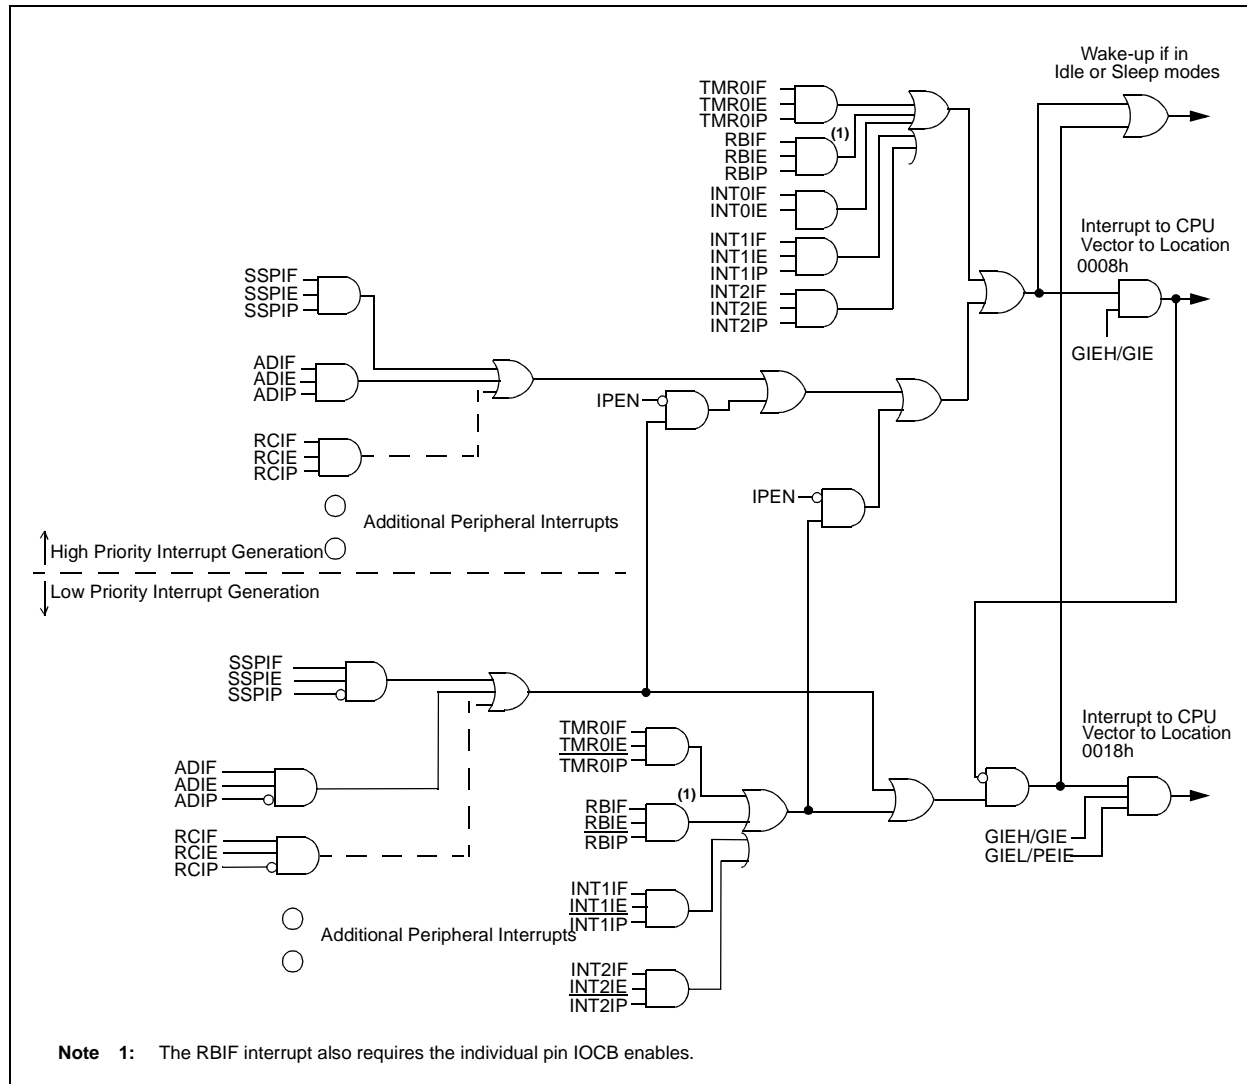 Wake-up if in
Idle or Sleep modes
TMR0IF
TMR0IE
TMR0IP
(1)
RBIF
RBIE
RBIP
INT0IF
INT0IE
INT1IF
INT1IE
INT1IP
INT2IF
INT2IE
INT2IP
Interrupt to CPU
Vector to Location
0008h
GIEH/GIE
SSPIF
SSPIE
SSPIP
ADIF
ADIE
ADIP
RCIF
RCIE
RCIP
IPEN
IPEN
Additional Peripheral Interrupts
High Priority Interrupt Generation
Low Priority Interrupt Generation
SSPIF
SSPIE
SSPIP
ADIF
ADIE
ADIP
RCIF
RCIE
RCIP
Additional Peripheral Interrupts
TMR0IF
TMR0IE
TMR0IP
(1)
RBIF
RBIE
RBIP
INT1IF
INT1IE
INT1IP
INT2IF
INT2IE
INT2IP
Interrupt to CPU
Vector to Location
0018h
GIEH/GIE
GIEL/PEIE
Note 1: The RBIF interrupt also requires the individual pin IOCB enables.